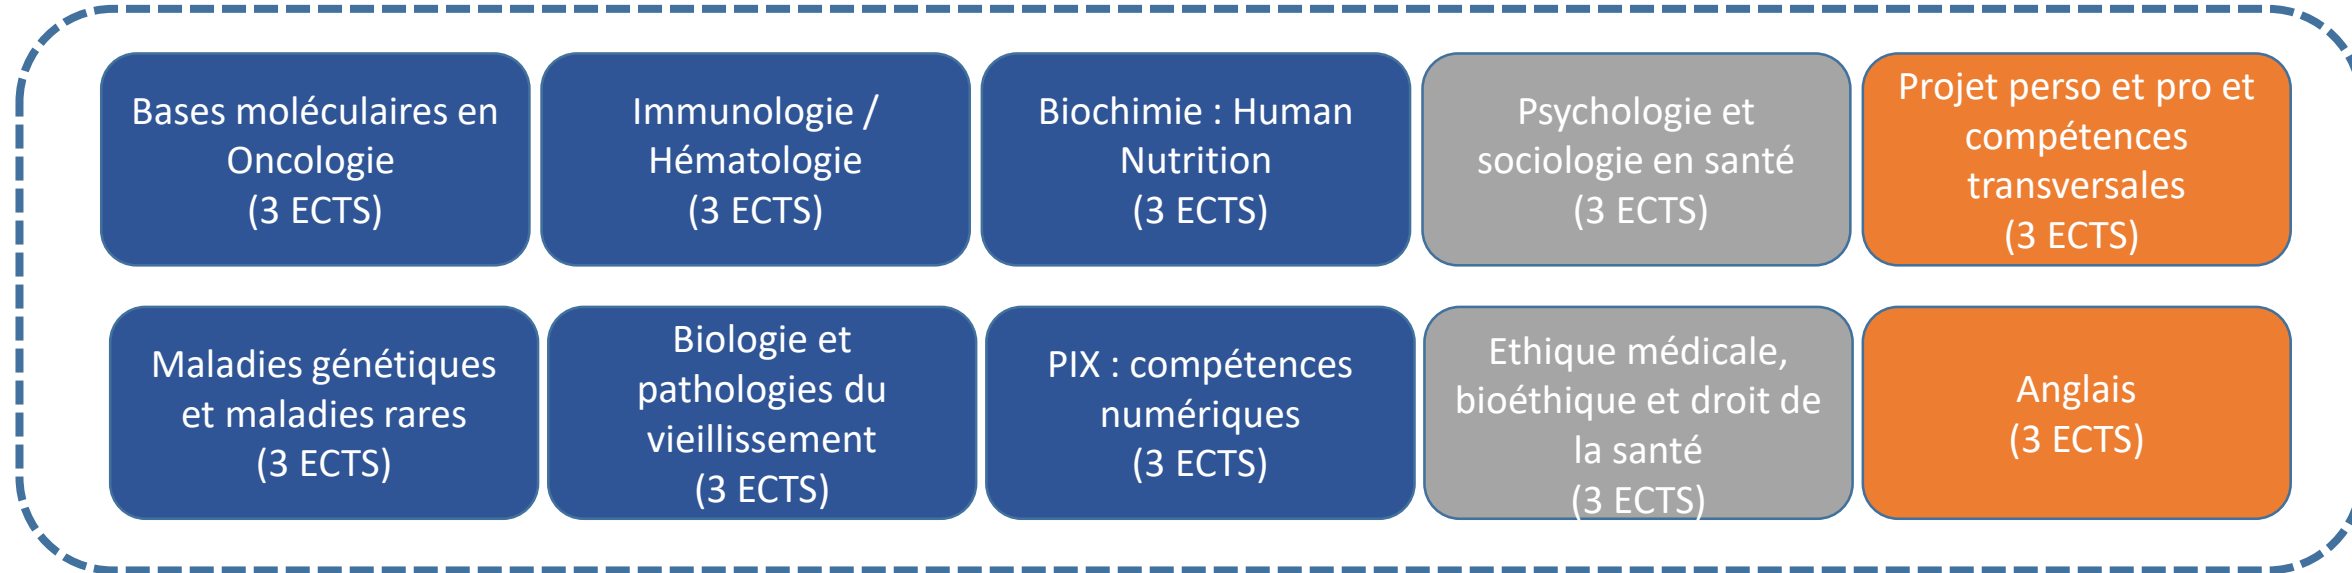 Bases moléculaires en
Oncologie
(3 ECTS)
Immunologie /
Hématologie
(3 ECTS)
Biochimie : Human
Nutrition
(3 ECTS)
Psychologie et
sociologie en santé
(3 ECTS)
Projet perso et pro et
compétences
transversales
(3 ECTS)
Maladies génétiques
et maladies rares
(3 ECTS)
Biologie et
pathologies du
vieillissement
(3 ECTS)
PIX : compétences
numériques
(3 ECTS)
Ethique médicale,
bioéthique et droit de
la santé
(3 ECTS)
Anglais
(3 ECTS)